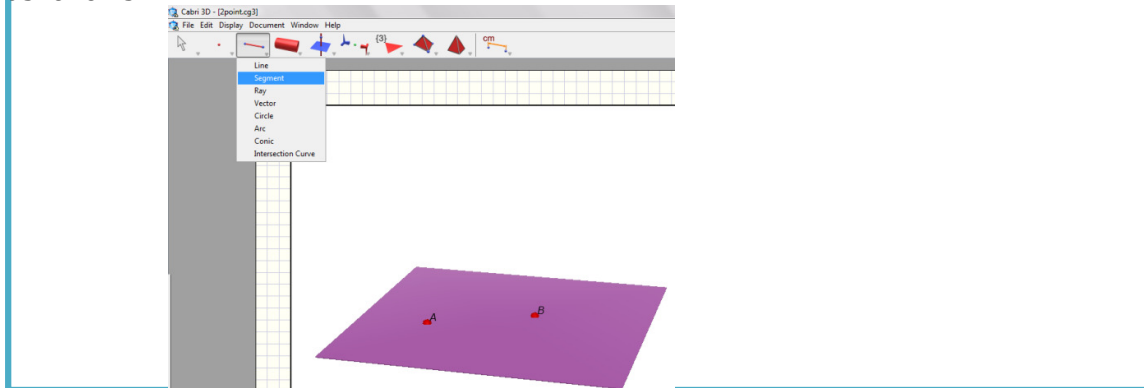 Cabri 3D - [2point.cg3]
File Edit Display Document Window Help
{3}
cm
Line
Segment
Ray
Vector
Circle
Arc
Conic
Intersection Curve
A
B